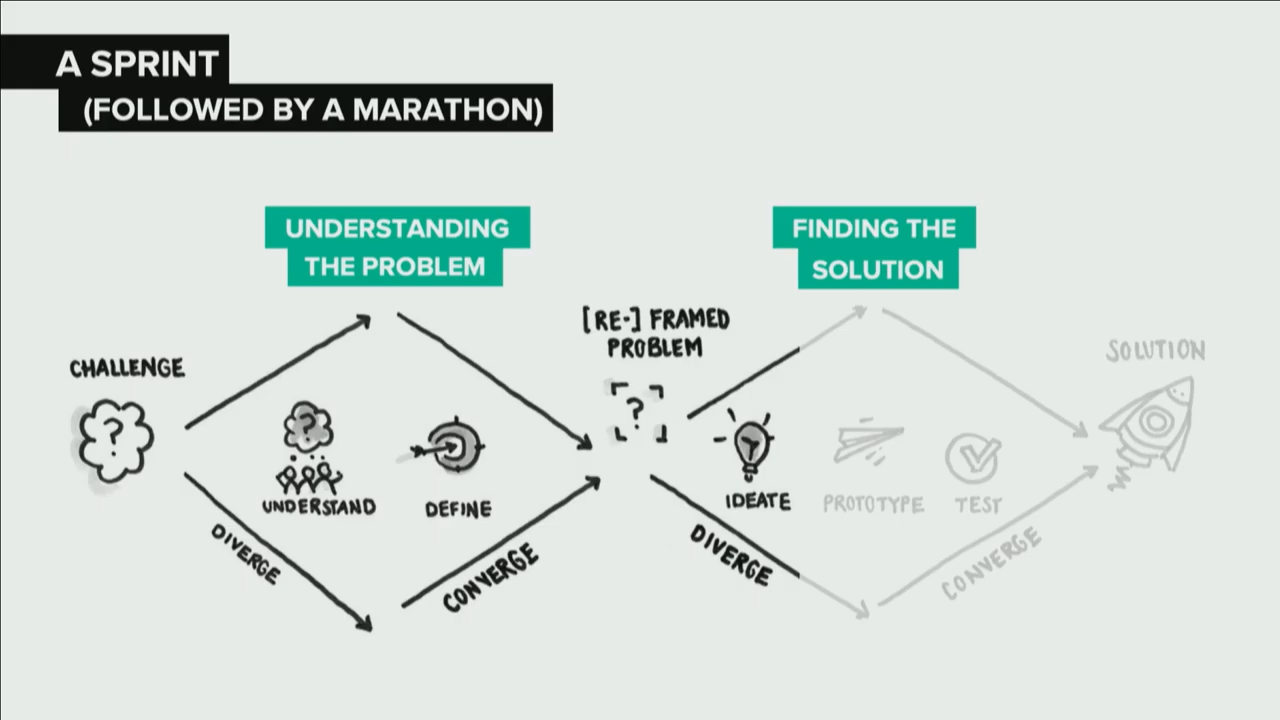 A SPRINT
(FOLLOWED BY A MARATHON)
UNDERSTANDING
THE PROBLEM
FINDING THE
SOLUTION
CHALLENGE
?
?
UNDERSTAND
DEFINE
DIVERGE
CONVERGE
[RE-] FRAMED
PROBLEM
?
IDEATE
PROTOTYPE
TEST
DIVERGE
CONVERGE
SOLUTION